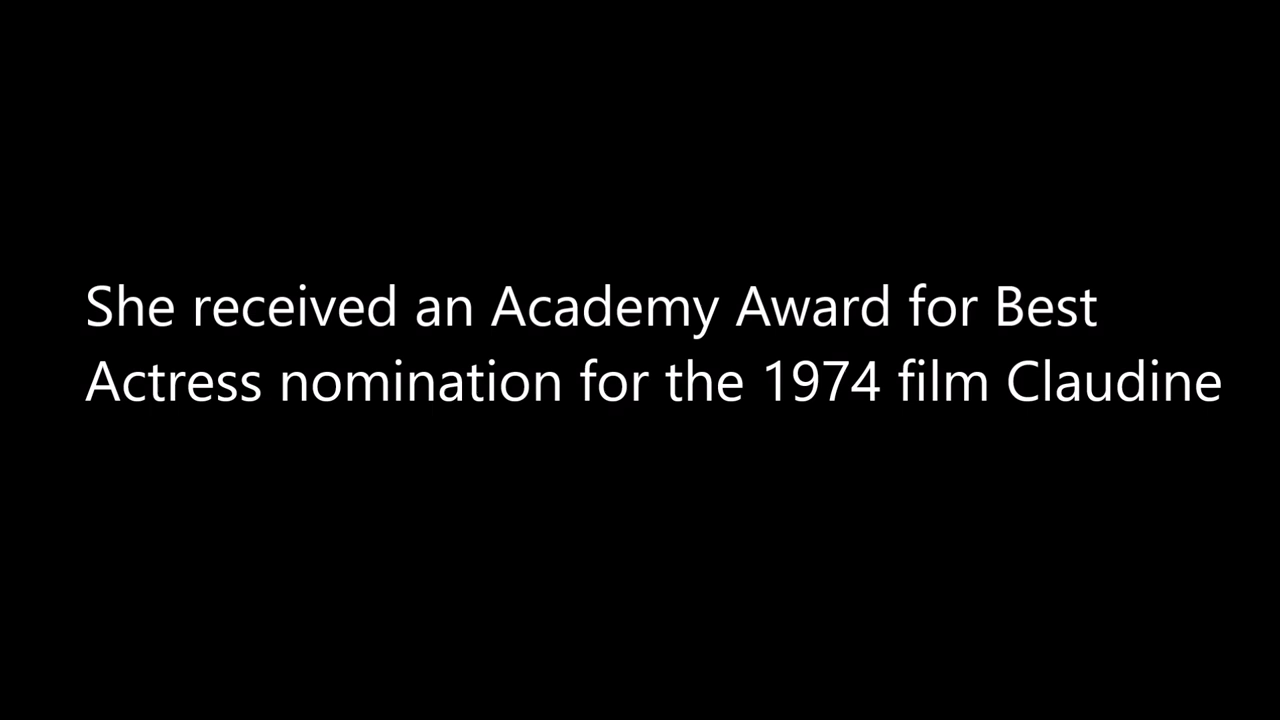 She received an Academy Award for Best
Actress nomination for the 1974 film Claudine